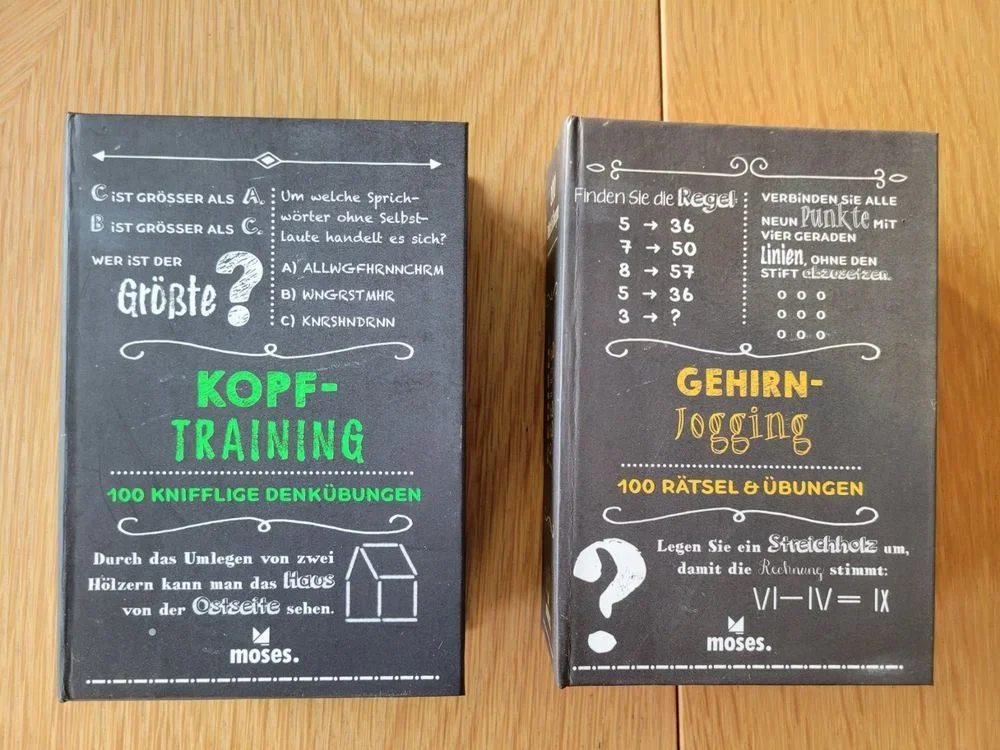 C IST GRÖSSER ALS A.
B IST GRÖSSER ALS C.
WER IST DER
Größte?
Um welche Sprich-
wörter ohne Selbst-
laute handelt es sich?
A) ALLWGFHRNNCHRM
B) WNGRSTMHR
C) KNRSHNDRNN
KOPF-
TRAINING
100 KNIFFLIGE DENKÜBUNGEN
Durch das Umlegen von zwei
Hölzern kann man das Haus
von der Ostseite sehen.
moses.
Finden Sie die Regel
5 → 36
7 → 50
8 → 57
5 → 36
3 → ?
VERBINDEN SIE ALLE
NEUN Punkte MIT
VIER GERADEN
Linien, OHNE DEN
STIFT abzusetzen.
GEHIRN-
Jogging
100 RÄTSEL & ÜBUNGEN
?
Legen Sie ein Streichholz um,
damit die Rechnung stimmt:
VI — IV = IX
moses.